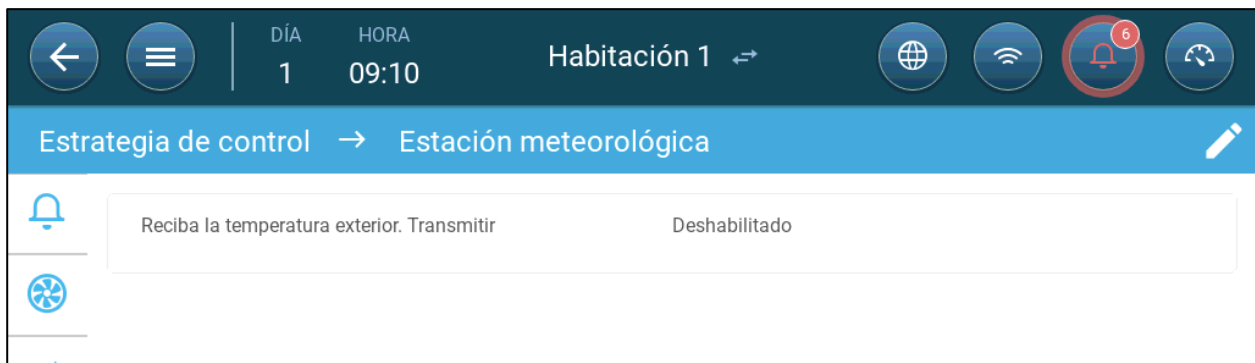 DÍA HORA
1 09:10
Habitación 1
6
Estrategia de control → Estación meteorológica
Reciba la temperatura exterior. Transmitir Deshabilitado